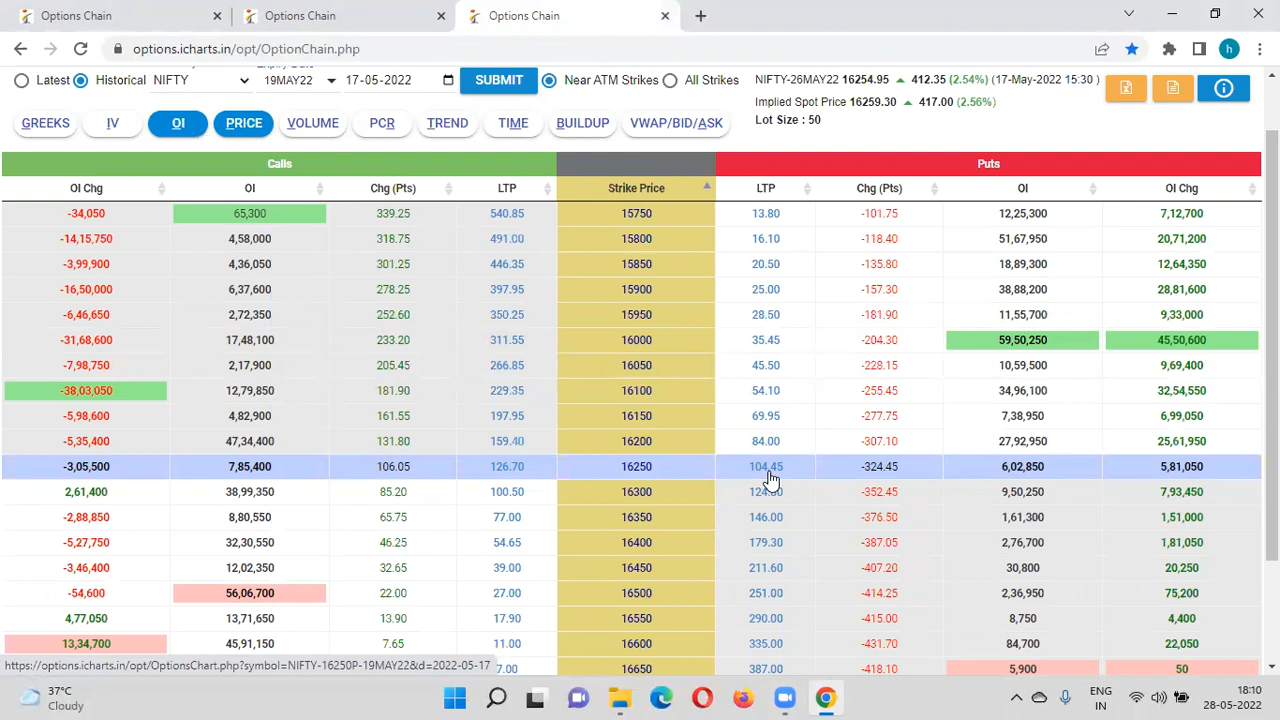 Options Chain Options Chain Options Chain
options.icharts.in/opt/OptionChain.php h
Latest Historical NIFTY 19MAY22 17-05-2022 SUBMIT Near ATM Strikes All Strikes NIFTY-26MAY22 16254.95 412.35 (2.54%) (17-May-2022 15:30 )
Implied Spot Price 16259.30 417.00 (2.56%)
Lot Size : 50
GREEKS IV OI PRICE VOLUME PCR TREND TIME BUILDUP VWAP/BID/ASK
Calls Puts
OI Chg OI Chg (Pts) LTP Strike Price LTP Chg (Pts) OI OI Chg
-34,050 65,300 339.25 540.85 15750 13.80 -101.75 12,25,300 7,12,700
-14,15,750 4,58,000 318.75 491.00 15800 16.10 -118.40 51,67,950 20,71,200
-3,99,900 4,36,050 301.25 446.35 15850 20.50 -135.80 18,89,300 12,64,350
-16,50,000 6,37,600 278.25 397.95 15900 25.00 -157.30 38,88,200 28,81,600
-6,46,650 2,72,350 252.60 350.25 15950 28.50 -181.90 11,55,700 9,33,000
-31,68,600 17,48,100 233.20 311.55 16000 35.45 -204.30 59,50,250 45,50,600
-7,98,750 2,17,900 205.45 266.85 16050 45.50 -228.15 10,59,500 9,69,400
-38,03,050 12,79,850 181.90 229.35 16100 54.10 -255.45 34,96,100 32,54,550
-5,98,600 4,82,900 161.55 197.95 16150 69.95 -277.75 7,38,950 6,99,050
-5,35,400 47,34,400 131.80 159.40 16200 84.00 -307.10 27,92,950 25,61,950
-3,05,500 7,85,400 106.05 126.70 16250 104.45 -324.45 6,02,850 5,81,050
2,61,400 38,99,350 85.20 100.50 16300 -352.45 9,50,250 7,93,450
-2,88,850 8,80,550 65.75 77.00 16350 146.00 -376.50 1,61,300 1,51,000
-5,27,750 32,30,550 46.25 54.65 16400 179.30 -387.05 2,76,700 1,81,050
-3,46,400 12,02,350 32.65 39.00 16450 211.60 -407.20 30,800 20,250
-54,600 56,06,700 22.00 27.00 16500 251.00 -414.25 2,36,950 75,200
4,77,050 13,71,650 13.90 17.90 16550 290.00 -415.00 8,750 4,400
13,34,700 45,91,150 7.65 11.00 16600 335.00 -431.70 84,700 22,050
https://options.icharts.in/opt/OptionsChart.php?symbol=NIFTY-16250P-19MAY22&d=2022-05-17 7.00 16650 387.00 -418.10 5,900 50
37°C
Cloudy
ENG
IN
18:10
28-05-2022